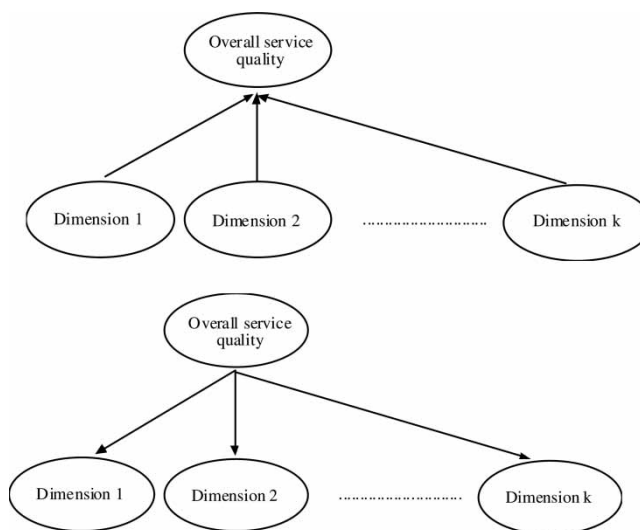 Overall service
quality
Dimension 1
Dimension 2
..................................
Dimension k
Overall service
quality
Dimension 1
Dimension 2
..................................
Dimension k